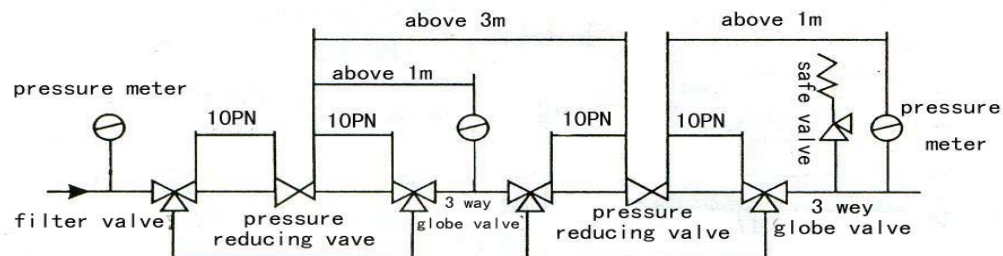 above 3m
above 1m
above 1m
pressure meter
safe valve
pressure
meter
10PN
10PN
10PN
10PN
filter valve
pressure
reducing vave
3 way
globe valve
pressure
reducing valve
3 wey
globe valve